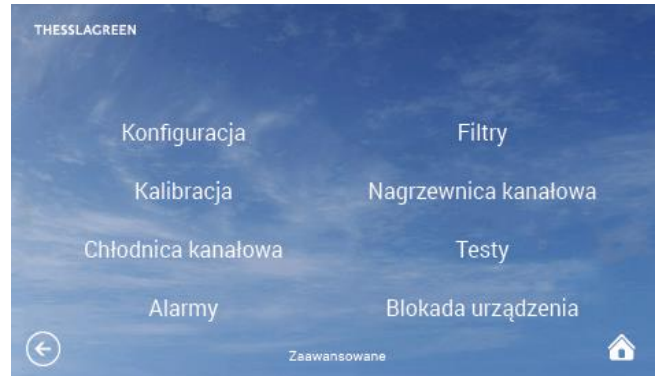 THESSLAGREEN
Konfiguracja Filtry
Kalibracja Nagrzewnica kanałowa
Chłodnica kanałowa Testy
Alarmy Blokada urządzenia
Zaawansowane